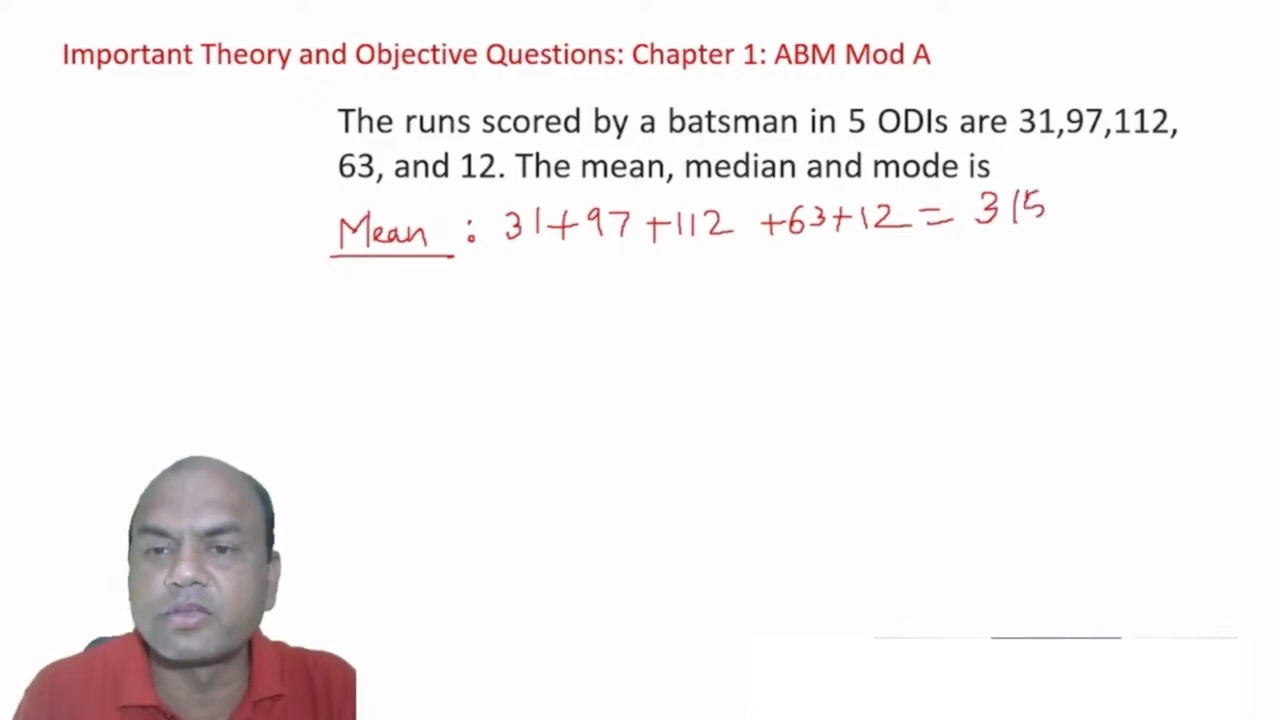 Important Theory and Objective Questions: Chapter 1: ABM Mod A
The runs scored by a batsman in 5 ODIs are 31,97,112,
63, and 12. The mean, median and mode is
Mean : 31+97+112 +63+12 = 315